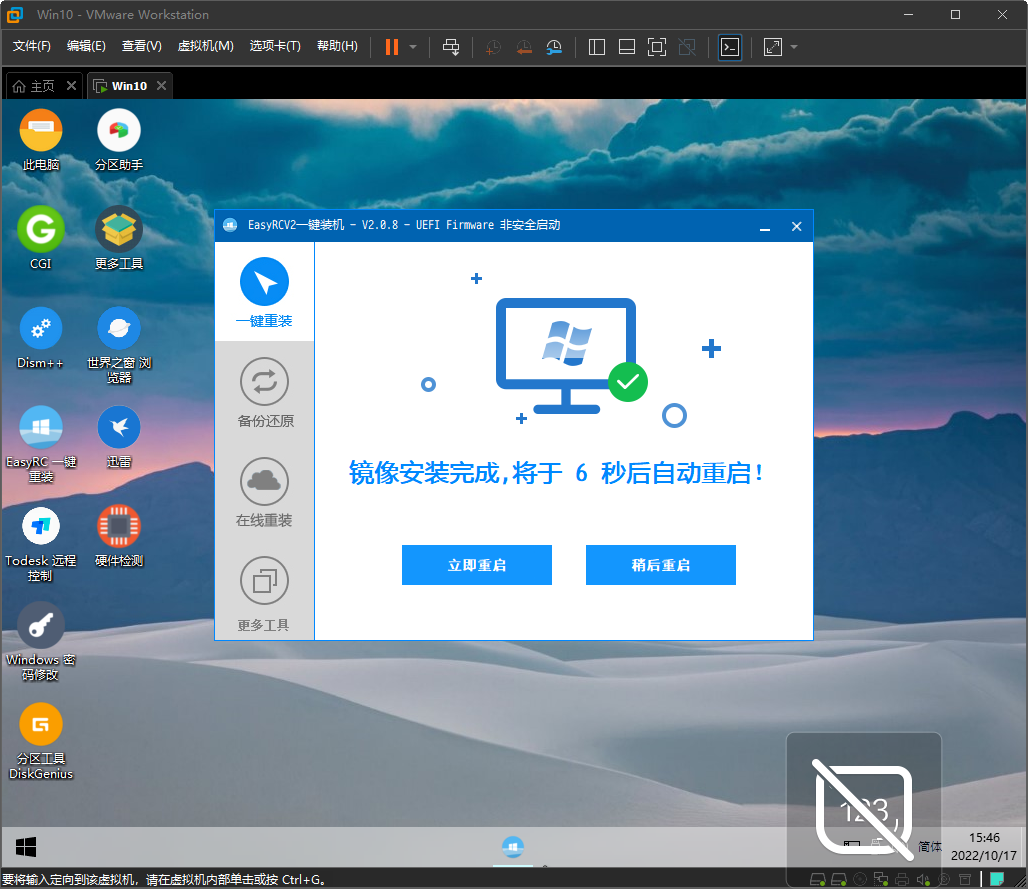 Win10 - VMware Workstation
文件(F) 编辑(E) 查看(V) 虚拟机(M) 选项卡(T) 帮助(H)
主页 Win10
此电脑
分区助手
CGI
更多工具
Dism++
世界之窗 浏
览器
EasyRC 一键
重装
迅雷
Todesk 远程
控制
硬件检测
Windows 密
码修改
分区工具
DiskGenius
EasyRCV2一键装机 - V2.0.8 - UEFI Firmware 非安全启动
一键重装
备份还原
在线重装
更多工具
镜像安装完成,将于 6 秒后自动重启!
立即重启
稍后重启
123
简体
15:46
2022/10/17
要将输入定向到该虚拟机，请在虚拟机内部单击或按 Ctrl+G。